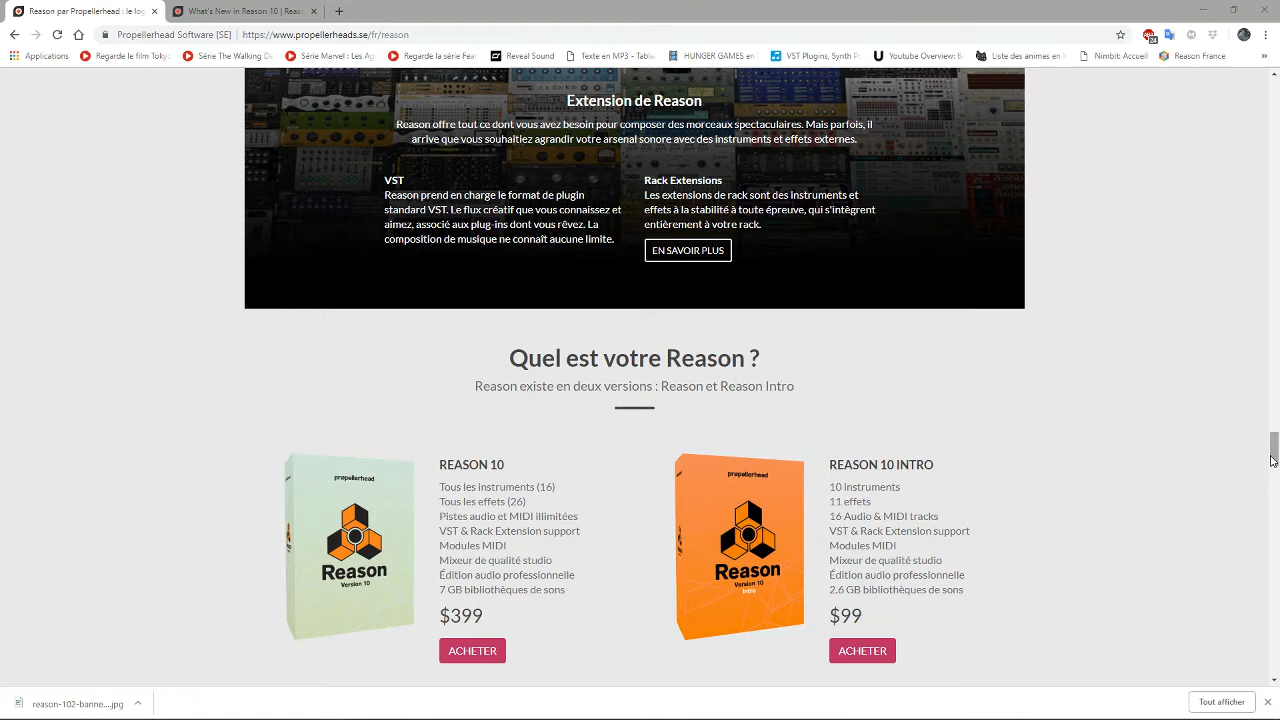 Reason par Propellerhead : le log
What's New in Reason 10 | Reaso
Propellerhead Software [SE] | https://www.propellerheads.se/fr/reason
24
Applications
Regarde le film Tokyo
Série The Walking De
Série Marvel : Les Age
Regarde la série Fear
Reveal Sound
Texte en MP3 - Table
HUNGER GAMES en
VST Plugins, Synth Pr
Youtube Overview: B
Liste des animes en V
Nimbit: Accueil
Reason France
Extension de Reason
Reason offre tout ce dont vous avez besoin pour composer des morceaux spectaculaires. Mais parfois, il
arrive que vous souhaitiez agrandir votre arsenal sonore avec des instruments et effets externes.
VST
Reason prend en charge le format de plugin
standard VST. Le flux créatif que vous connaissez et
aimez, associé aux plug-ins dont vous rêvez. La
composition de musique ne connaît aucune limite.
Rack Extensions
Les extensions de rack sont des instruments et
effets à la stabilité à toute épreuve, qui s'intègrent
entièrement à votre rack.
EN SAVOIR PLUS
Quel est votre Reason ?
Reason existe en deux versions : Reason et Reason Intro
propellerhead
Reason
Version 10
REASON 10
Tous les instruments (16)
Tous les effets (26)
Pistes audio et MIDI illimitées
VST & Rack Extension support
Modules MIDI
Mixeur de qualité studio
Édition audio professionnelle
7 GB bibliothèques de sons
$399
ACHETER
propellerhead
Reason
Version 10
Intro
REASON 10 INTRO
10 Instruments
11 effets
16 Audio & MIDI tracks
VST & Rack Extension support
Modules MIDI
Mixeur de qualité studio
Édition audio professionnelle
2.6 GB bibliothèques de sons
$99
ACHETER
reason-102-banne....jpg
Tout afficher